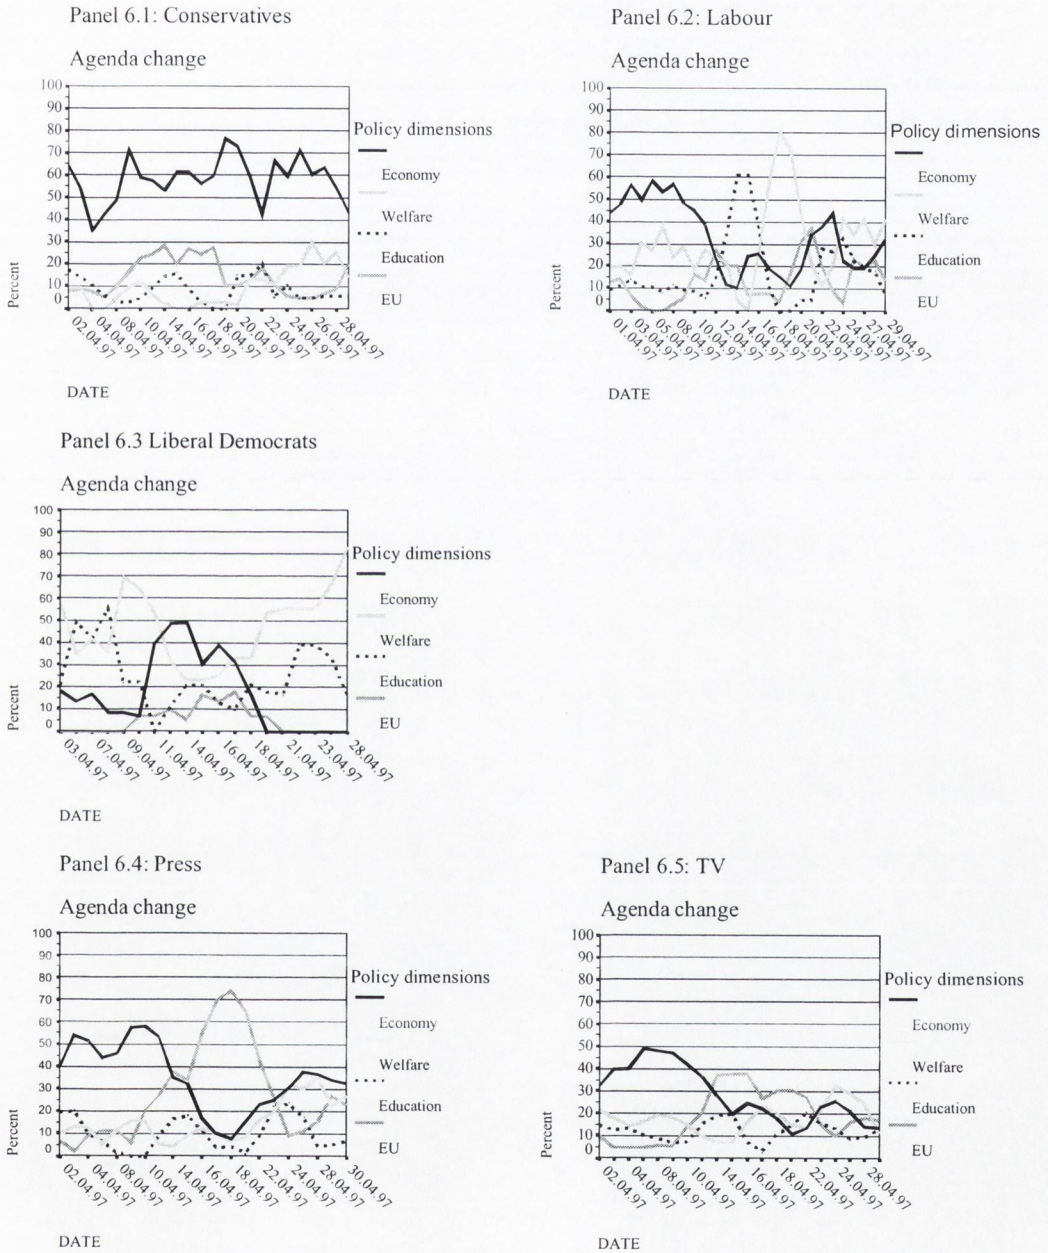 Panel 6.1: Conservatives
Agenda change
100
90
80
70
60
50
40
30
20
10
0
Percent
02.04.97
04.04.97
08.04.97
10.04.97
14.04.97
16.04.97
18.04.97
20.04.97
22.04.97
24.04.97
26.04.97
28.04.97
DATE
Policy dimensions
Economy
Welfare
Education
EU
Panel 6.2: Labour
Agenda change
100
90
80
70
60
50
40
30
20
10
0
Percent
01.04.97
03.04.97
05.04.97
08.04.97
10.04.97
12.04.97
14.04.97
16.04.97
18.04.97
20.04.97
22.04.97
24.04.97
27.04.97
29.04.97
DATE
Policy dimensions
Economy
Welfare
Education
EU
Panel 6.3 Liberal Democrats
Agenda change
100
90
80
70
60
50
40
30
20
10
0
Percent
03.04.97
07.04.97
09.04.97
11.04.97
14.04.97
16.04.97
18.04.97
21.04.97
23.04.97
28.04.97
DATE
Policy dimensions
Economy
Welfare
Education
EU
Panel 6.4: Press
Agenda change
100
90
80
70
60
50
40
30
20
10
0
Percent
02.04.97
04.04.97
08.04.97
10.04.97
14.04.97
16.04.97
18.04.97
22.04.97
24.04.97
28.04.97
30.04.97
DATE
Policy dimensions
Economy
Welfare
Education
EU
Panel 6.5: TV
Agenda change
100
90
80
70
60
50
40
30
20
10
0
Percent
02.04.97
04.04.97
08.04.97
10.04.97
14.04.97
16.04.97
18.04.97
22.04.97
24.04.97
28.04.97
DATE
Policy dimensions
Economy
Welfare
Education
EU